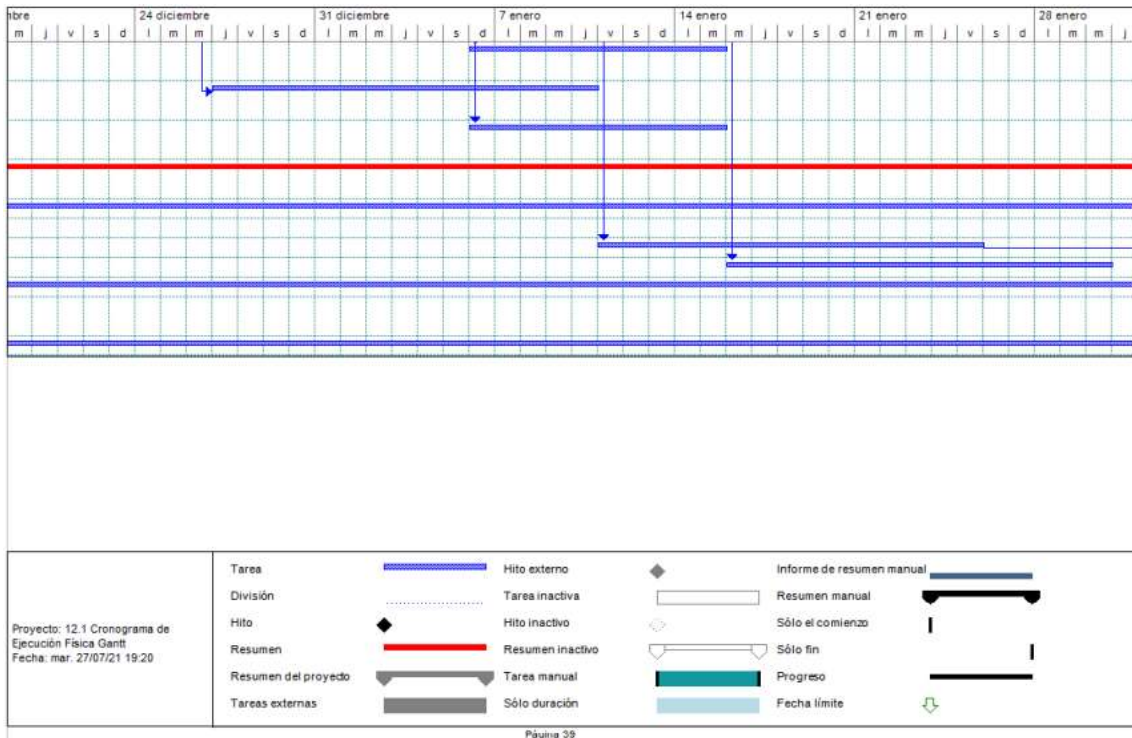 nbre 24 diciembre 31 diciembre 7 enero 14 enero 21 enero 28 enero
m j v s d l m m j v s d l m m j v s d l m m j v s d l m m j v s d l m m j v s d l m m j
Proyecto: 12.1 Cronograma de
Ejecución Física Gantt
Fecha: mar. 27/07/21 19:20
Tarea
División
Hito
Resumen
Resumen del proyecto
Tareas externas
Hito externo
Tarea inactiva
Hito inactivo
Resumen inactivo
Tarea manual
Sólo duración
Informe de resumen manual
Resumen manual
Sólo el comienzo
Sólo fin
Progreso
Fecha límite
Página 39